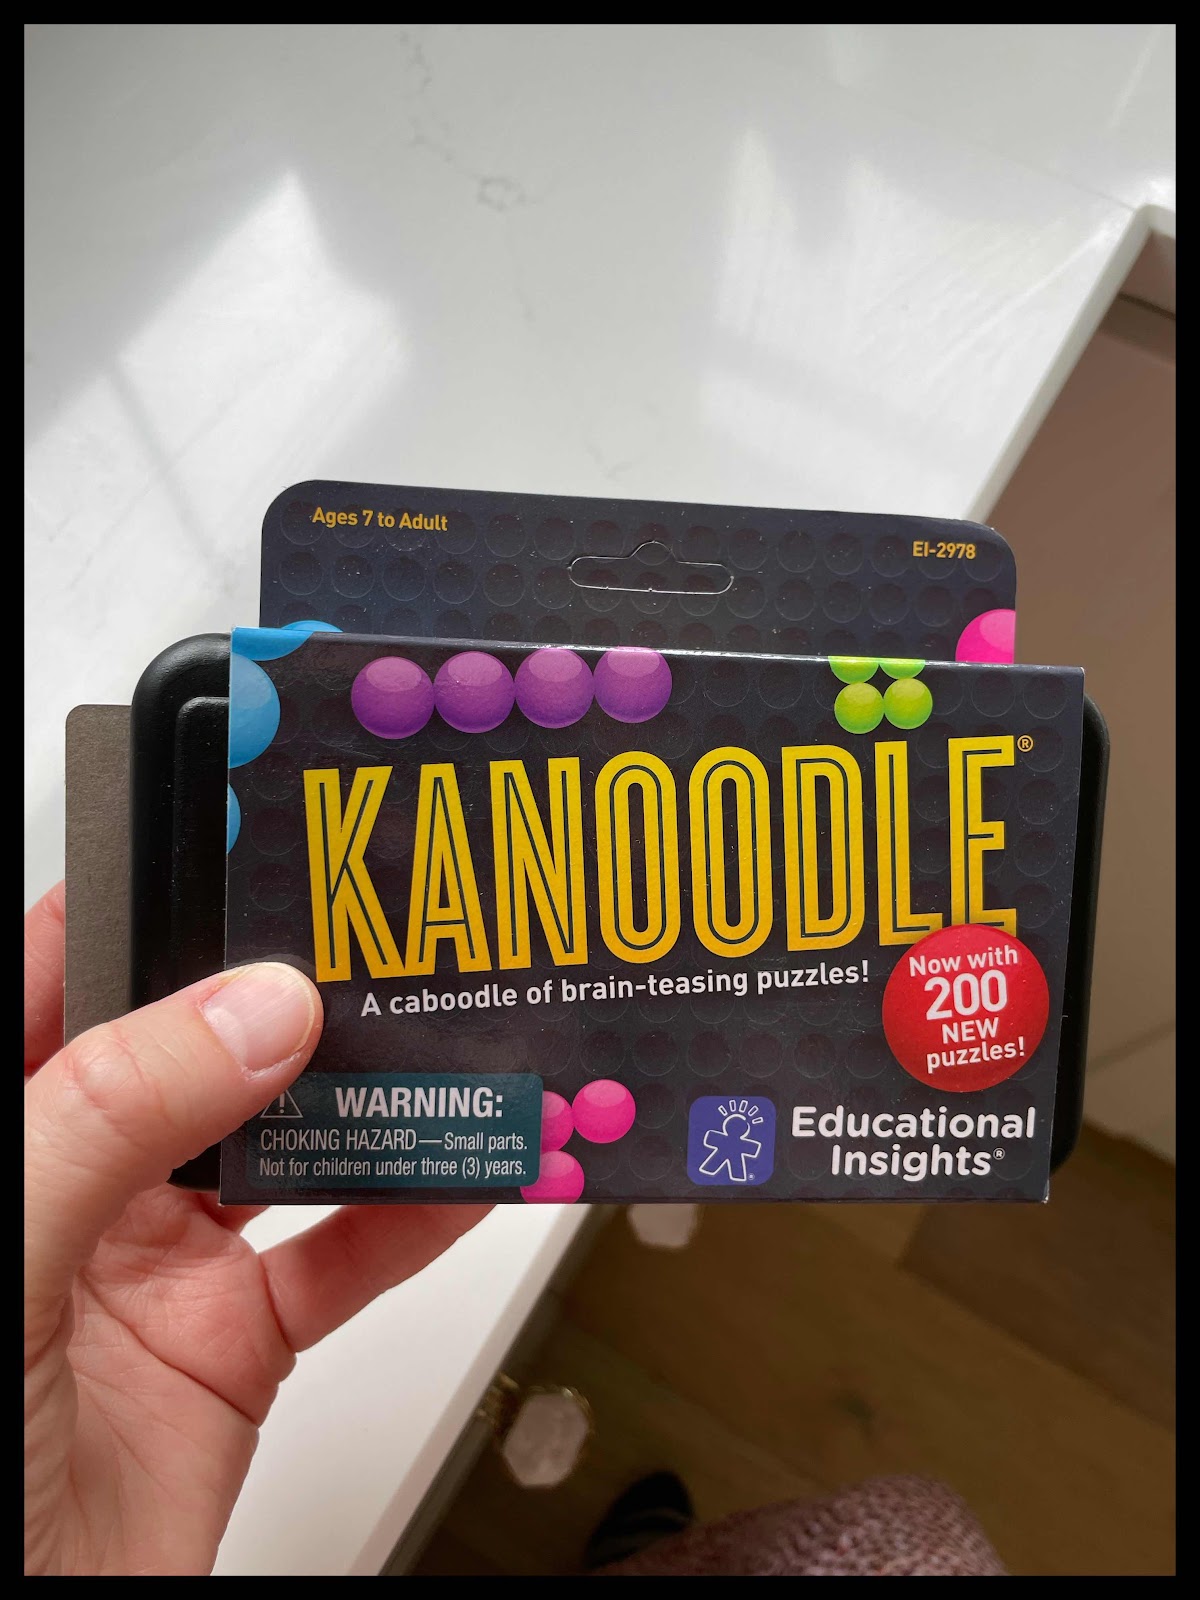 Ages 7 to Adult
EI-2978
KANOODLE®
A caboodle of brain-teasing puzzles!
Now with
200
NEW
puzzles!
WARNING:
CHOKING HAZARD—Small parts.
Not for children under three (3) years.
Educational
Insights®